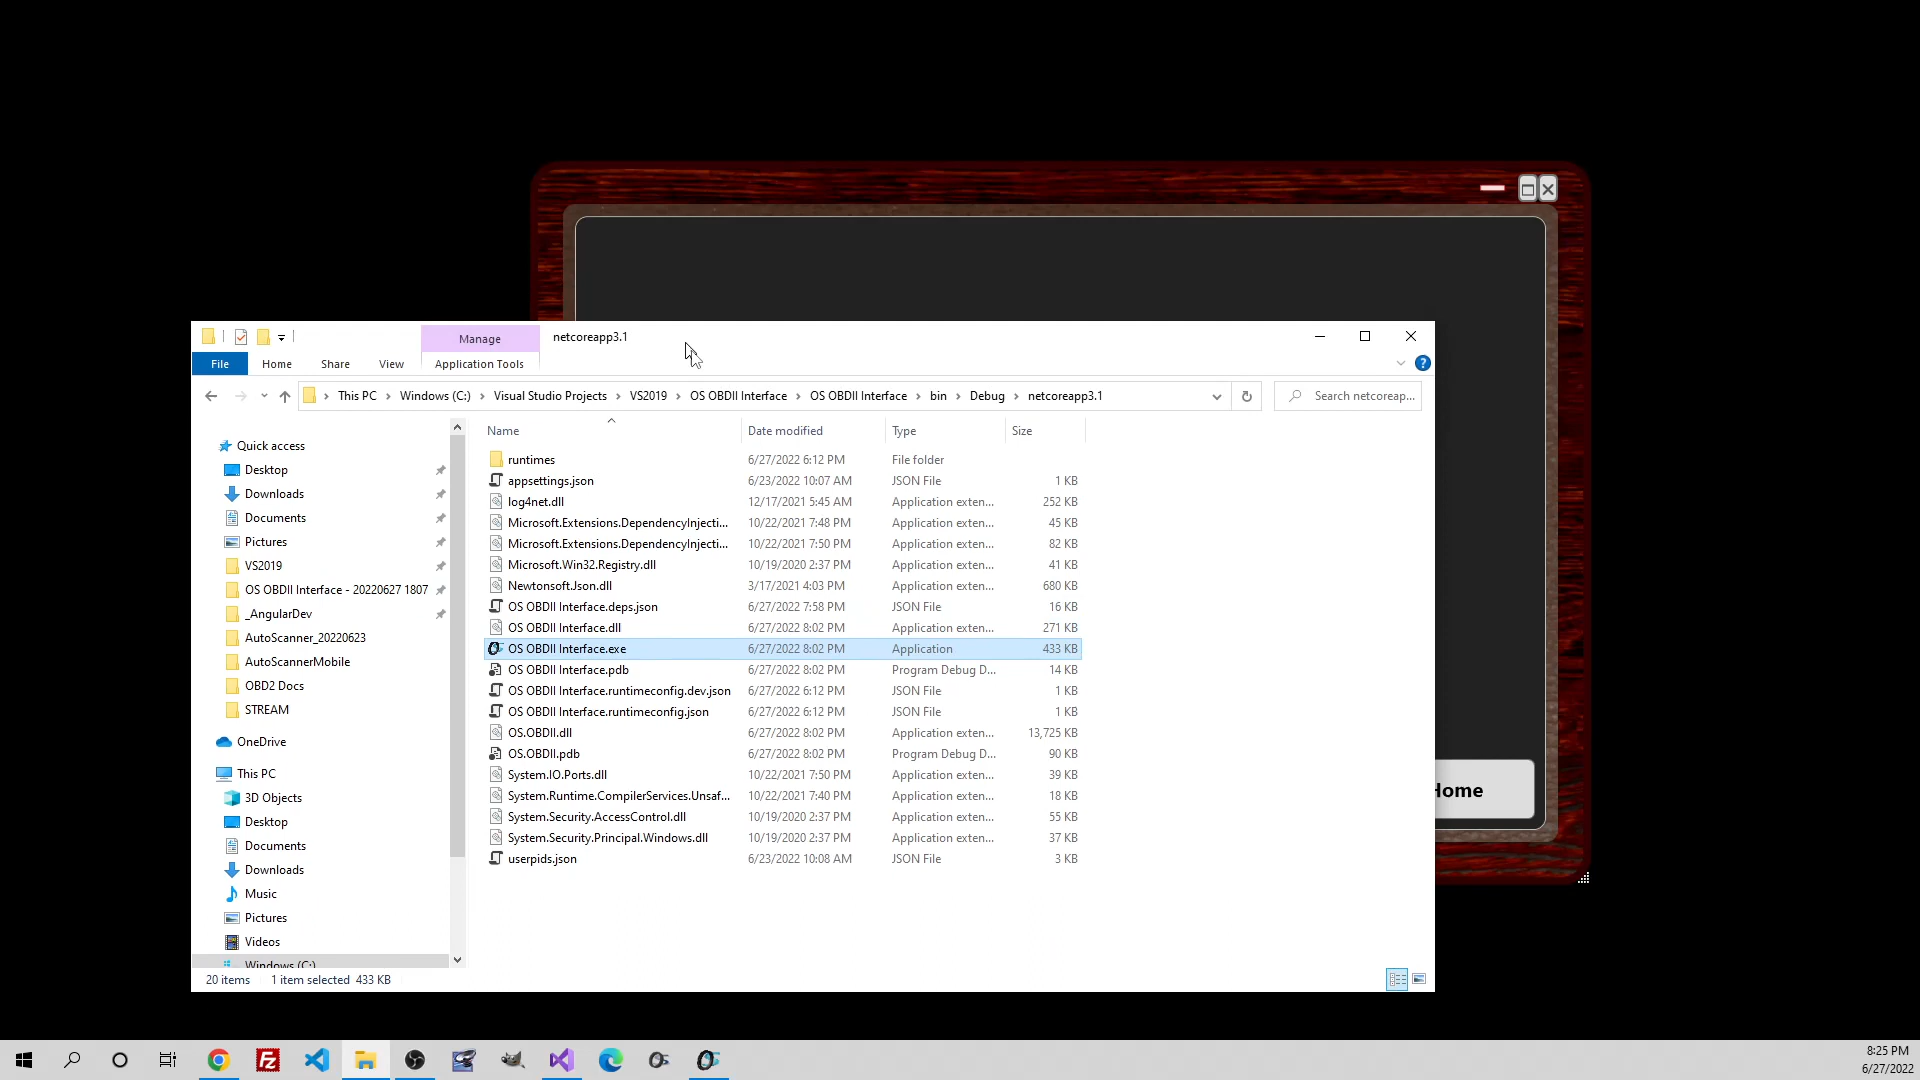 Manage
netcoreapp3.1
File
Home
Share
View
Application Tools
This PC
Windows (C:)
Visual Studio Projects
VS2019
OS OBDII Interface
OS OBDII Interface
bin
Debug
netcoreapp3.1
Search netcoreap...
Name
Date modified
Type
Size
Quick access
Desktop
Downloads
Documents
Pictures
VS2019
OS OBDII Interface - 20220627 1807
_AngularDev
AutoScanner_20220623
AutoScannerMobile
OBD2 Docs
STREAM
OneDrive
This PC
3D Objects
Desktop
Documents
Downloads
Music
Pictures
Videos
Windows (C:)
runtimes 6/27/2022 6:12 PM File folder
appsettings.json 6/23/2022 10:07 AM JSON File 1 KB
log4net.dll 12/17/2021 5:45 AM Application exten... 252 KB
Microsoft.Extensions.DependencyInjecti... 10/22/2021 7:48 PM Application exten... 45 KB
Microsoft.Extensions.DependencyInjecti... 10/22/2021 7:50 PM Application exten... 82 KB
Microsoft.Win32.Registry.dll 10/19/2020 2:37 PM Application exten... 41 KB
Newtonsoft.Json.dll 3/17/2021 4:03 PM Application exten... 680 KB
OS OBDII Interface.deps.json 6/27/2022 7:58 PM JSON File 16 KB
OS OBDII Interface.dll 6/27/2022 8:02 PM Application exten... 271 KB
OS OBDII Interface.exe 6/27/2022 8:02 PM Application 433 KB
OS OBDII Interface.pdb 6/27/2022 8:02 PM Program Debug D... 14 KB
OS OBDII Interface.runtimeconfig.dev.json 6/27/2022 6:12 PM JSON File 1 KB
OS OBDII Interface.runtimeconfig.json 6/27/2022 6:12 PM JSON File 1 KB
OS.OBDII.dll 6/27/2022 8:02 PM Application exten... 13,725 KB
OS.OBDII.pdb 6/27/2022 8:02 PM Program Debug D... 90 KB
System.IO.Ports.dll 10/22/2021 7:50 PM Application exten... 39 KB
System.Runtime.CompilerServices.Unsaf... 10/22/2021 7:40 PM Application exten... 18 KB
System.Security.AccessControl.dll 10/19/2020 2:37 PM Application exten... 55 KB
System.Security.Principal.Windows.dll 10/19/2020 2:37 PM Application exten... 37 KB
userpids.json 6/23/2022 10:08 AM JSON File 3 KB
Home
20 items
1 item selected 433 KB
8:25 PM
6/27/2022